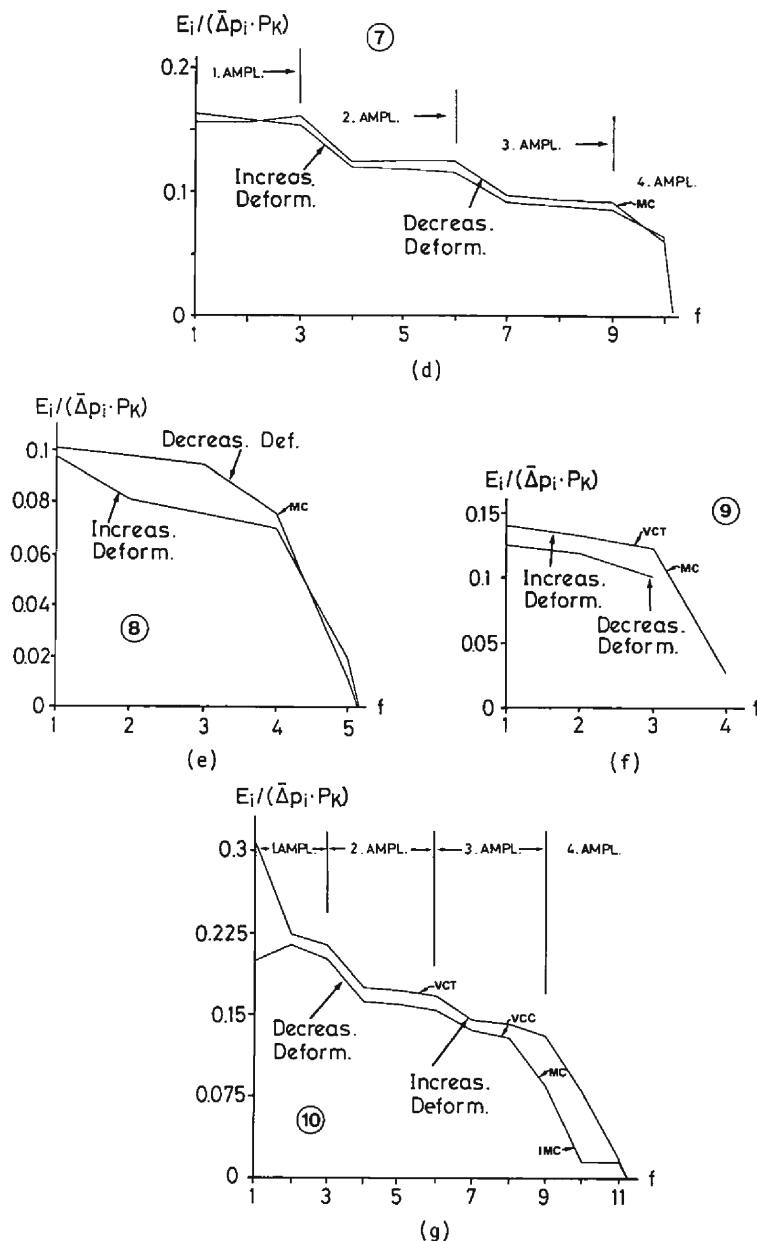 Ei/(Δ̄pi·PK)
7
0.2
1. AMPL.
2. AMPL.
3. AMPL.
4. AMPL.
0.1
Increas.
Deform.
Decreas.
Deform.
MC
0
1 3 5 7 9 f
(d)
Ei/(Δ̄pi·PK)
0.1
Decreas. Def.
0.08
MC
0.06
Increas.
Deform.
0.04
8
0.02
0
1 2 3 4 5 f
(e)
Ei/(Δ̄pi·PK)
9
0.15
VCT
MC
0.1
Increas.
Deform.
Decreas.
Deform.
0.05
0
1 2 3 4 f
(f)
Ei/(Δ̄pi·PK)
0.3
1.AMPL. 2. AMPL. 3. AMPL. 4. AMPL.
0.225
VCT
0.15
VCC
Decreas.
Deform.
MC
Increas.
Deform.
0.075
10
IMC
0
1 3 5 7 9 11 f
(g)